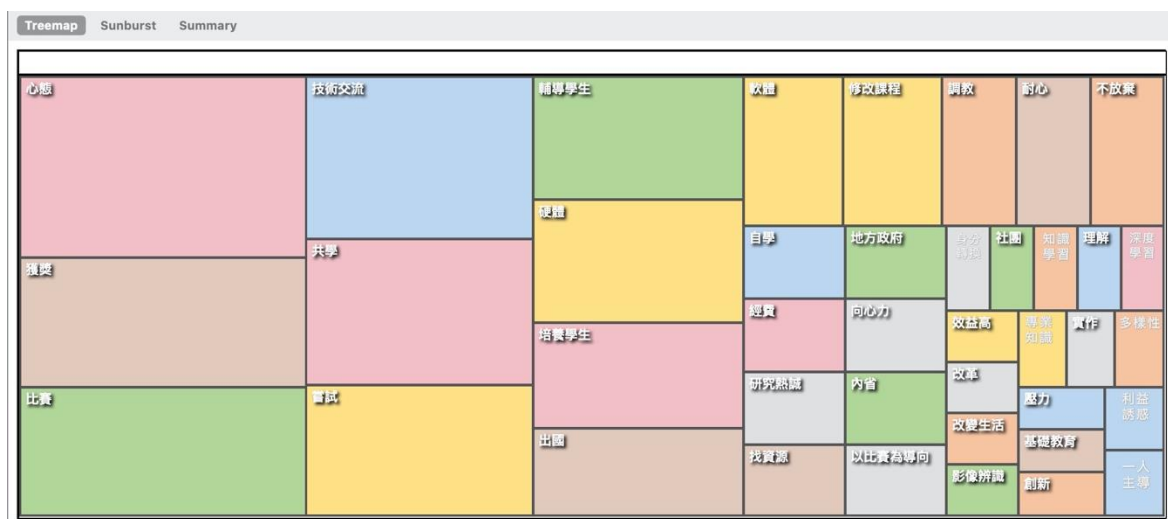 Treemap Sunburst Summary
心態
獲獎
比賽
技術交流
共學
嘗試
輔導學生
硬體
培養學生
出國
軟體
修改課程
調教
耐心
不放棄
自學
地方政府
經費
向心力
研究熱誠
內省
找資源
以比賽為導向
身分
轉換
社團
知識
學習
理解
深度
學習
效益高
專業
知識
實作
多樣性
改革
改變生活
影像辨識
壓力
基礎教育
創新
利益
誘惑
一人
主導